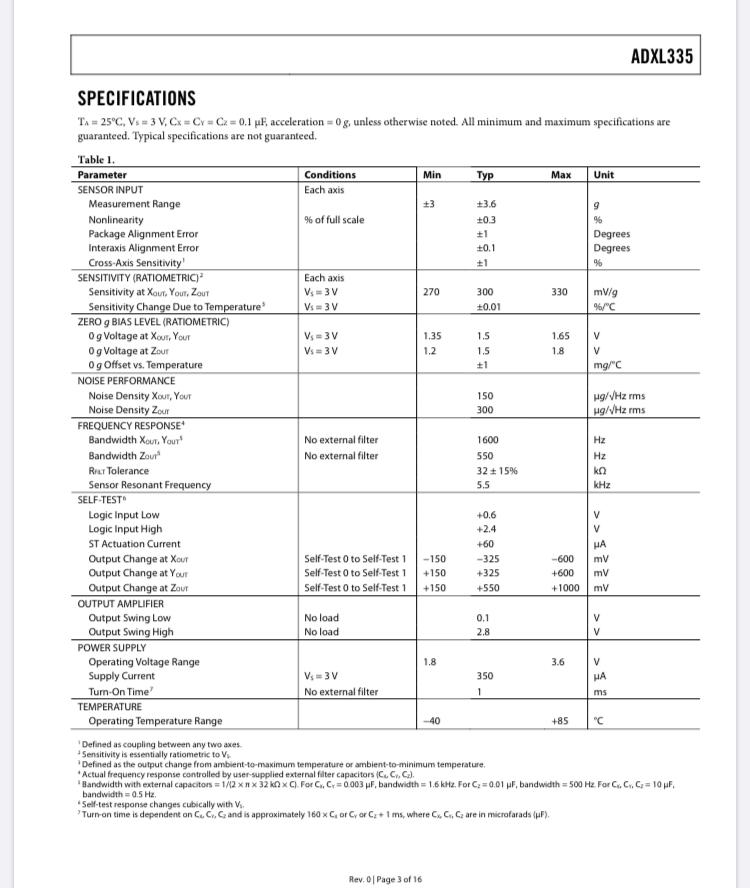 ADXL335
SPECIFICATIONS
TA = 25°C, VS = 3 V, CX = CY = CZ = 0.1 μF, acceleration = 0 g, unless otherwise noted. All minimum and maximum specifications are
guaranteed. Typical specifications are not guaranteed.
Table 1.
Parameter Conditions Min Typ Max Unit
SENSOR INPUT Each axis
Measurement Range ±3 ±3.6 g
Nonlinearity % of full scale ±0.3 %
Package Alignment Error ±1 Degrees
Interaxis Alignment Error ±0.1 Degrees
Cross-Axis Sensitivity¹ ±1 %
SENSITIVITY (RATIOMETRIC)² Each axis
Sensitivity at XOUT, YOUT, ZOUT VS = 3 V 270 300 330 mV/g
Sensitivity Change Due to Temperature³ VS = 3 V ±0.01 %/°C
ZERO g BIAS LEVEL (RATIOMETRIC)
0 g Voltage at XOUT, YOUT VS = 3 V 1.35 1.5 1.65 V
0 g Voltage at ZOUT VS = 3 V 1.2 1.5 1.8 V
0 g Offset vs. Temperature ±1 mg/°C
NOISE PERFORMANCE
Noise Density XOUT, YOUT 150 μg/√Hz rms
Noise Density ZOUT 300 μg/√Hz rms
FREQUENCY RESPONSE⁴
Bandwidth XOUT, YOUT⁵ No external filter 1600 Hz
Bandwidth ZOUT⁵ No external filter 550 Hz
RFILT Tolerance 32 ± 15% kΩ
Sensor Resonant Frequency 5.5 kHz
SELF-TEST⁶
Logic Input Low +0.6 V
Logic Input High +2.4 V
ST Actuation Current +60 μA
Output Change at XOUT Self-Test 0 to Self-Test 1 −150 −325 −600 mV
Output Change at YOUT Self-Test 0 to Self-Test 1 +150 +325 +600 mV
Output Change at ZOUT Self-Test 0 to Self-Test 1 +150 +550 +1000 mV
OUTPUT AMPLIFIER
Output Swing Low No load 0.1 V
Output Swing High No load 2.8 V
POWER SUPPLY
Operating Voltage Range 1.8 3.6 V
Supply Current VS = 3 V 350 μA
Turn-On Time⁷ No external filter 1 ms
TEMPERATURE
Operating Temperature Range −40 +85 °C
¹ Defined as coupling between any two axes.
² Sensitivity is essentially ratiometric to VS.
³ Defined as the output change from ambient-to-maximum temperature or ambient-to-minimum temperature.
⁴ Actual frequency response controlled by user-supplied external filter capacitors (CX, CY, CZ).
⁵ Bandwidth with external capacitors = 1/(2 × π × 32 kΩ × C). For CX, CY = 0.003 μF, bandwidth = 1.6 kHz. For CZ = 0.01 μF, bandwidth = 500 Hz. For CX, CY, CZ = 10 μF,
bandwidth = 0.5 Hz.
⁶ Self-test response changes cubically with VS.
⁷ Turn-on time is dependent on CX, CY, CZ and is approximately 160 × CX or CY or CZ + 1 ms, where CX, CY, CZ are in microfarads (μF).
Rev. 0 | Page 3 of 16